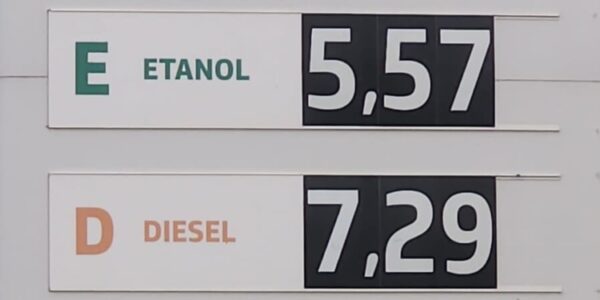 E ETANOL 5,57
D DIESEL 7,29